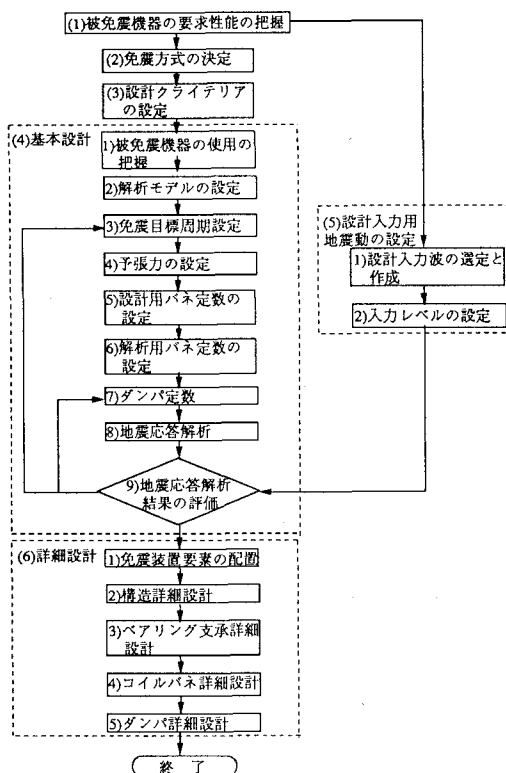 (1)被免震機器の要求性能の把握
(2)免震方式の決定
(3)設計クライテリア
の設定
(4)基本設計
1)被免震機器の使用の
把握
2)解析モデルの設定
3)免震目標周期設定
4)予張力の設定
5)設計用バネ定数の
設定
6)解析用バネ定数の
設定
7)ダンパ定数
8)地震応答解析
9)地震応答解析
結果の評価
(5)設計入力用
地震動の設定
1)設計入力波の選定と
作成
2)入力レベルの設定
(6)詳細設計
1)免震装置要素の配置
2)構造詳細設計
3)ベアリング支承詳細
設計
4)コイルバネ詳細設計
5)ダンパ詳細設計
終 了